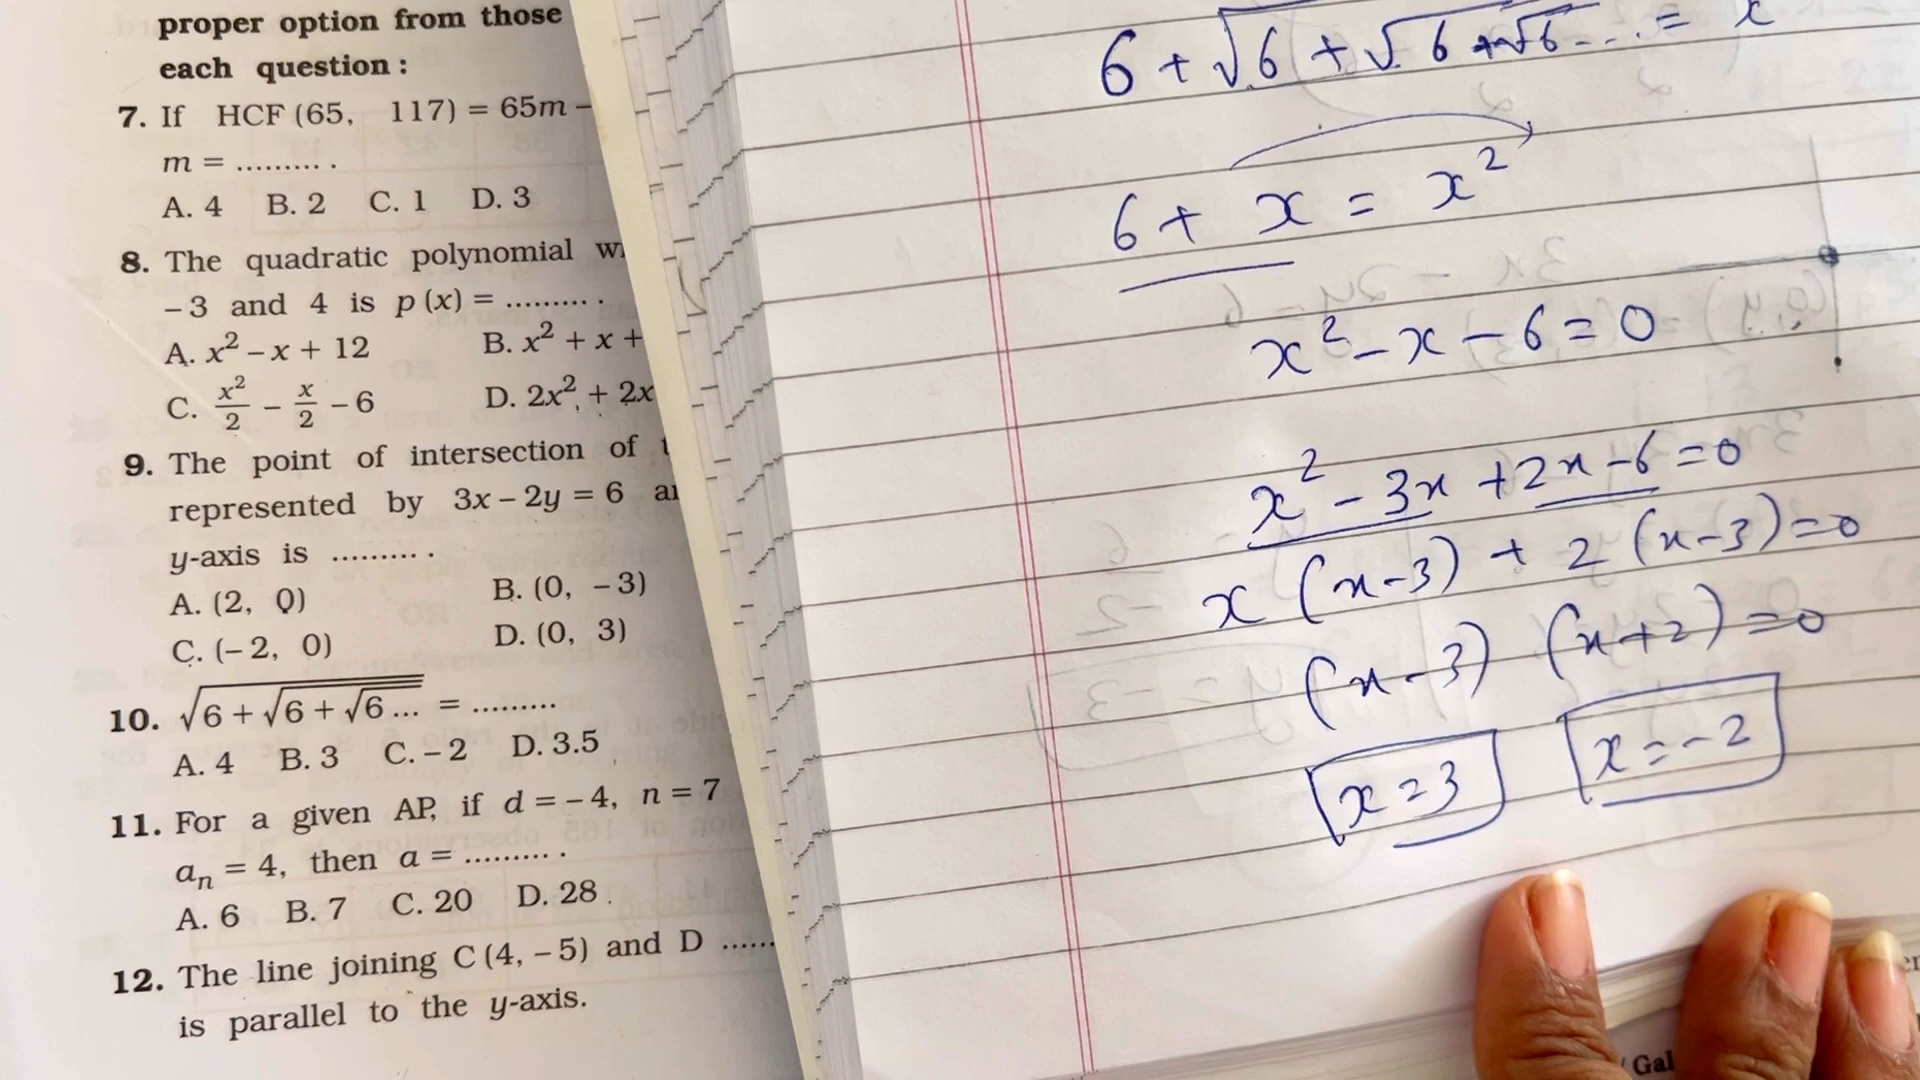 proper option from those
each question :
7. If HCF (65, 117) = 65m –
m = ......... .
A. 4 B. 2 C. 1 D. 3
8. The quadratic polynomial
– 3 and 4 is p (x) = ......... .
A. x² – x + 12 B. x² + x +
C. x²/2 – x/2 – 6 D. 2x² + 2x
9. The point of intersection of
represented by 3x – 2y = 6
y-axis is ......... .
A. (2, 0) B. (0, – 3)
C. (– 2, 0) D. (0, 3)
10. √6 + √6 + √6 ... = .........
A. 4 B. 3 C. – 2 D. 3.5
11. For a given AP, if d = – 4, n = 7
aₙ = 4, then a = ......... .
A. 6 B. 7 C. 20 D. 28
12. The line joining C (4, – 5) and D ......
is parallel to the y-axis.
6 + √6 + √6 + √6 ... = x
6 + x = x²
x² – x – 6 = 0
x² – 3x + 2x – 6 = 0
x (x–3) + 2 (x–3) = 0
(x–3) (x+2) = 0
x = 3 x = –2
Gal